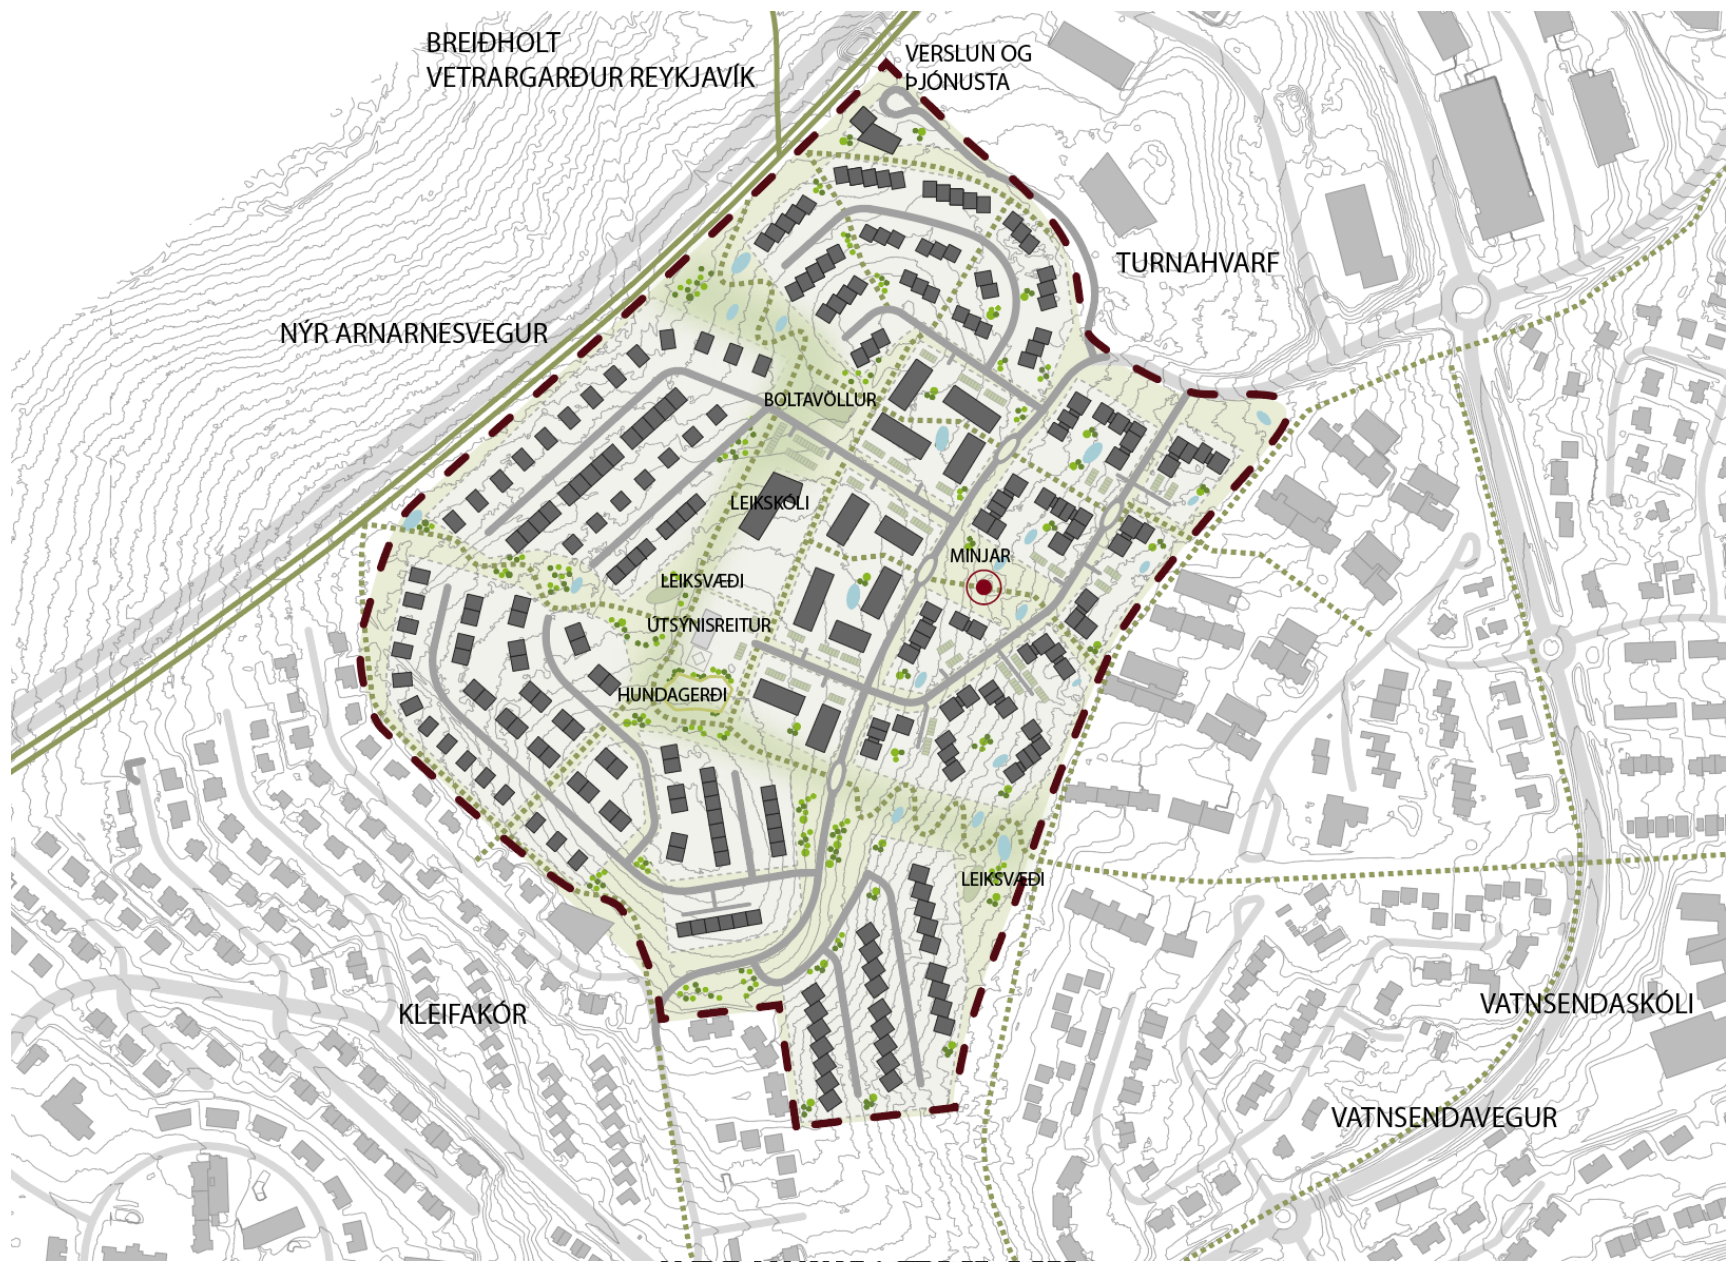 BREIÐHOLT
VETRARGARÐUR REYKJAVÍK
VERSLUN OG
ÞJÓNUSTA
TURNAHVARF
NÝR ARNARNESVEGUR
BOLTAVÖLLUR
LEIKSKÓLI
MINJAR
LEIKSVÆÐI
ÚTSÝNISREITUR
HUNDAGERÐI
LEIKSVÆÐI
KLEIFAKÓR
VATNSENDASKÓLI
VATNSENDAVEGUR